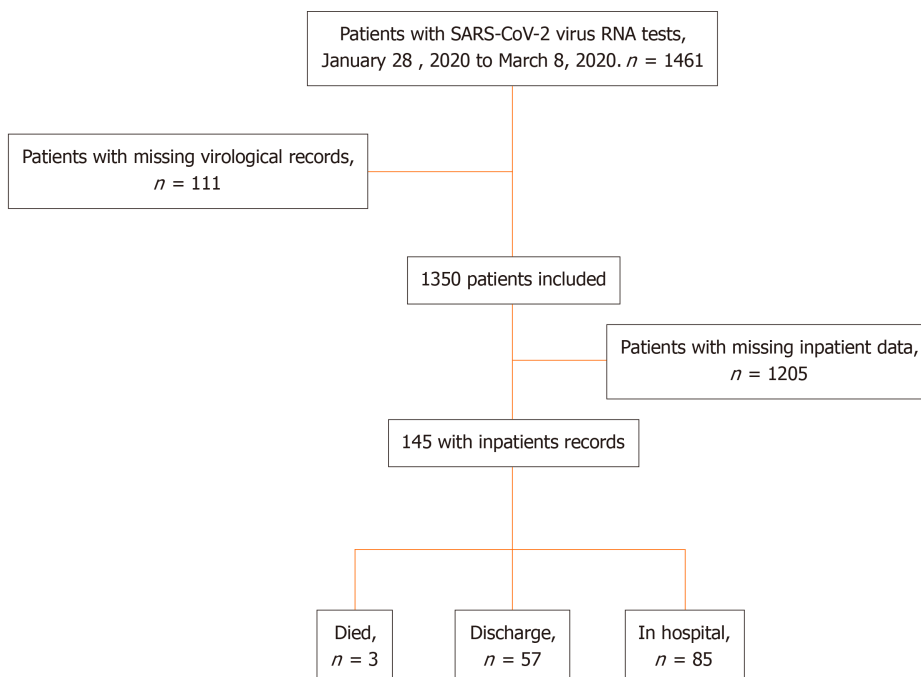 Patients with SARS-CoV-2 virus RNA tests,
January 28 , 2020 to March 8, 2020. n = 1461
Patients with missing virological records,
n = 111
1350 patients included
Patients with missing inpatient data,
n = 1205
145 with inpatients records
Died,
n = 3
Discharge,
n = 57
In hospital,
n = 85